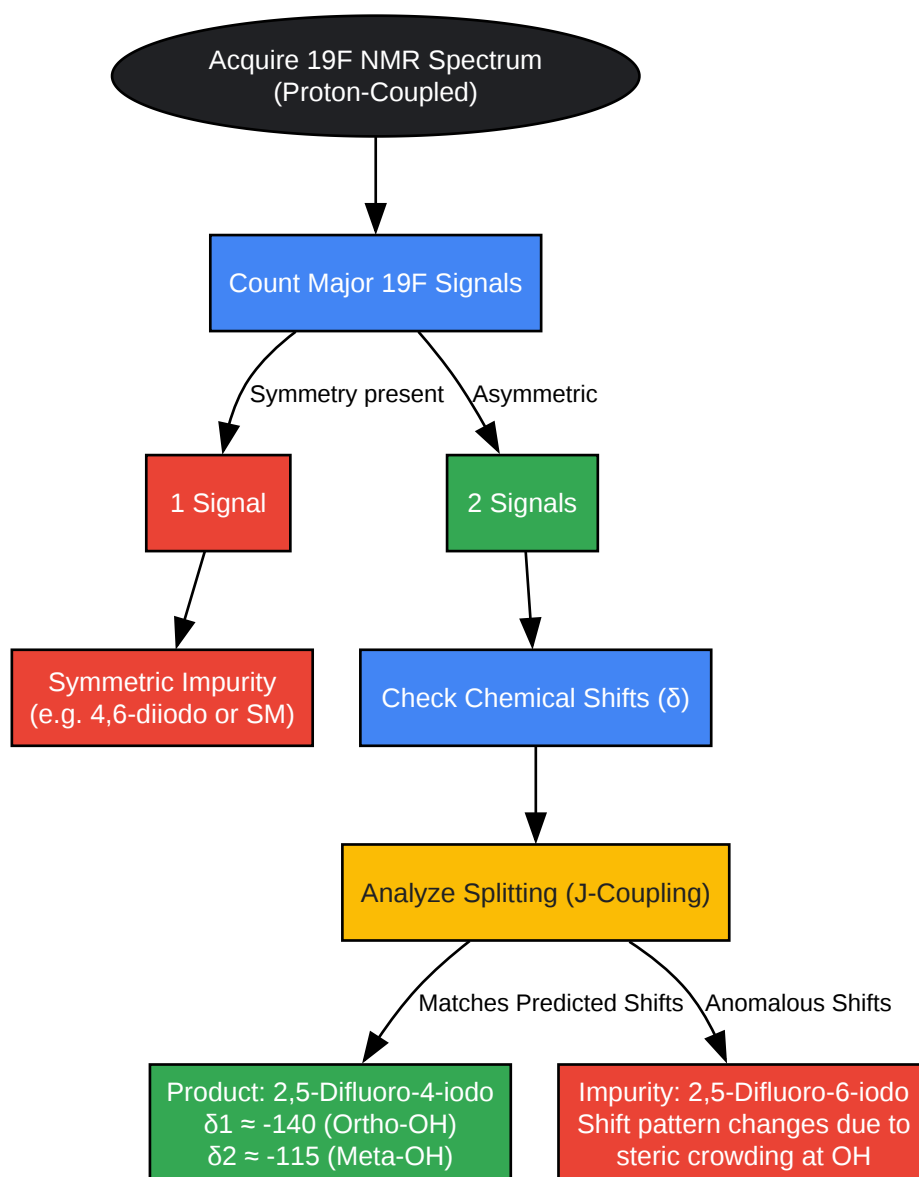 Acquire 19F NMR Spectrum
(Proton-Coupled)
Count Major 19F Signals
Symmetry present
Asymmetric
1 Signal
2 Signals
Symmetric Impurity
(e.g. 4,6-diiodo or SM)
Check Chemical Shifts (δ)
Analyze Splitting (J-Coupling)
Matches Predicted Shifts
Anomalous Shifts
Product: 2,5-Difluoro-4-iodo
δ1 ≈ -140 (Ortho-OH)
δ2 ≈ -115 (Meta-OH)
Impurity: 2,5-Difluoro-6-iodo
Shift pattern changes due to
steric crowding at OH